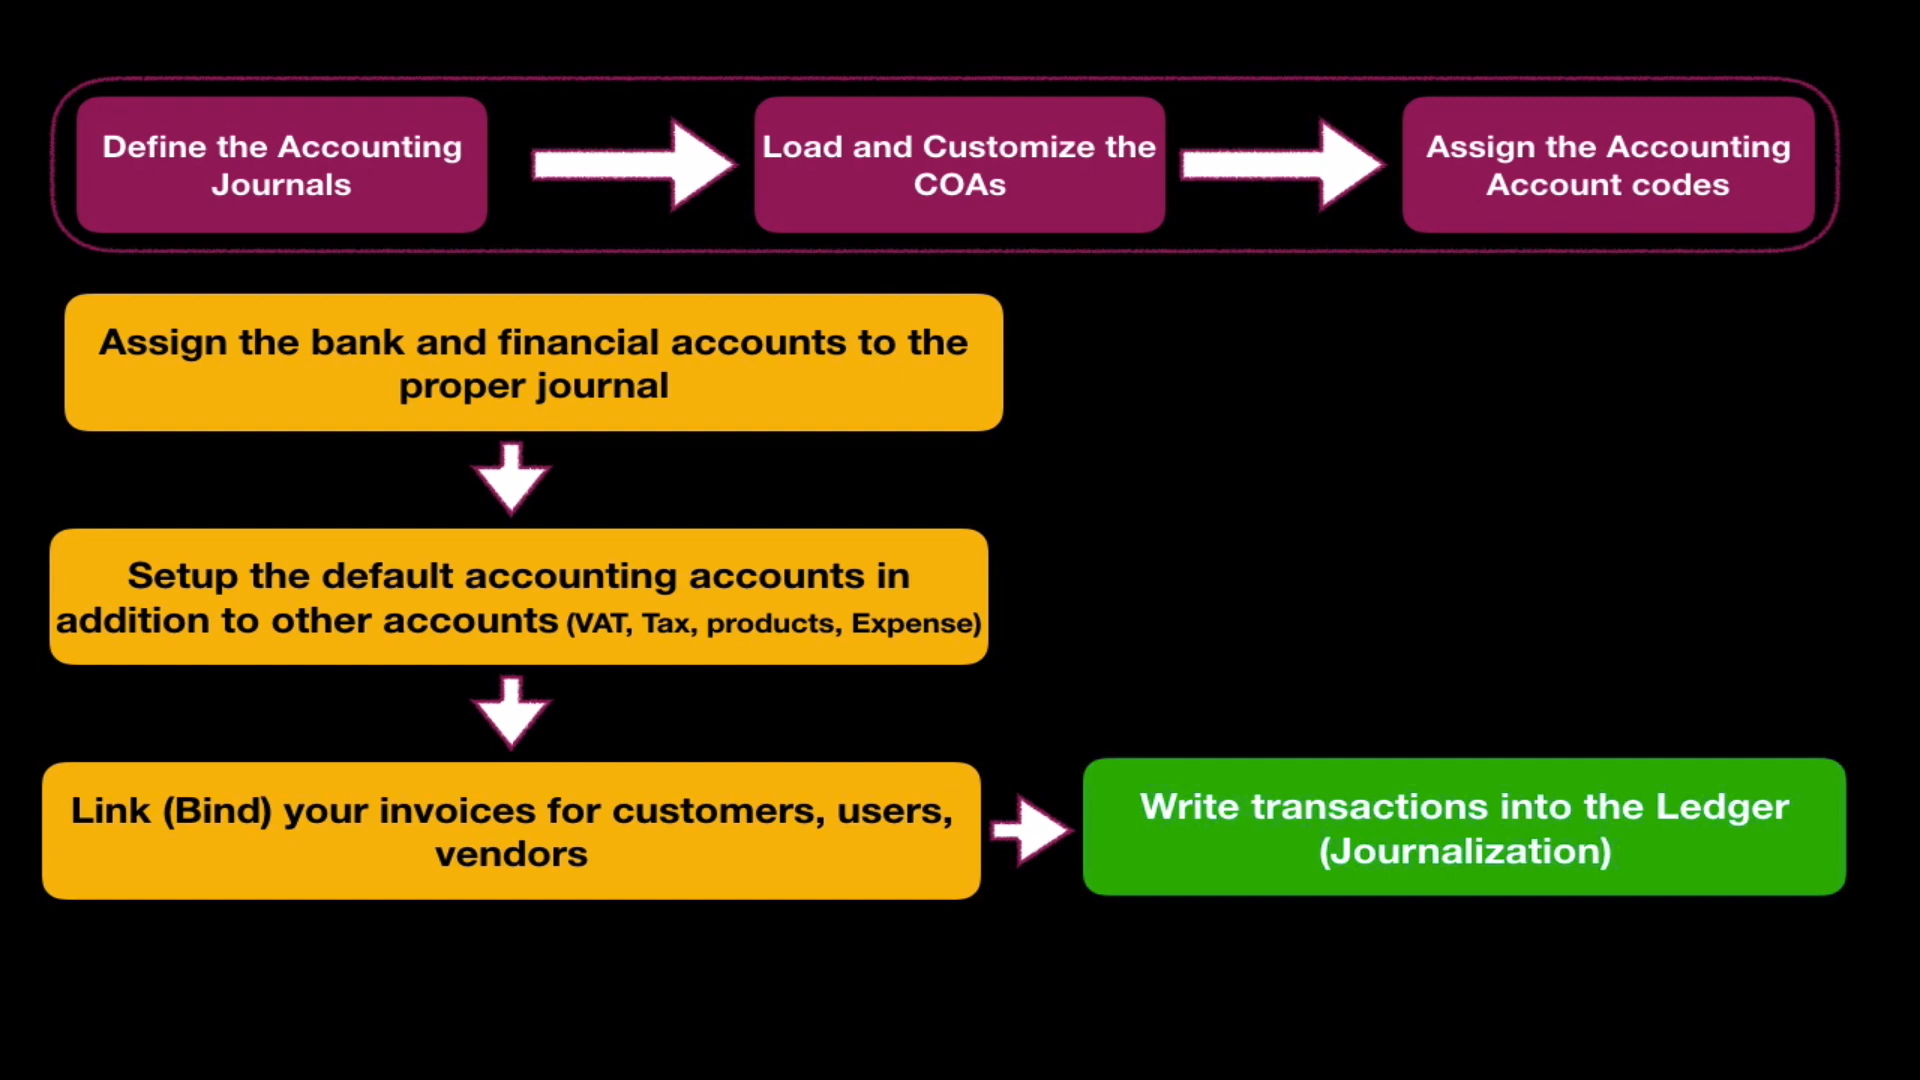 Define the Accounting
Journals
Load and Customize the
COAs
Assign the Accounting
Account codes
Assign the bank and financial accounts to the
proper journal
Setup the default accounting accounts in
addition to other accounts (VAT, Tax, products, Expense)
Link (Bind) your invoices for customers, users,
vendors
Write transactions into the Ledger
(Journalization)